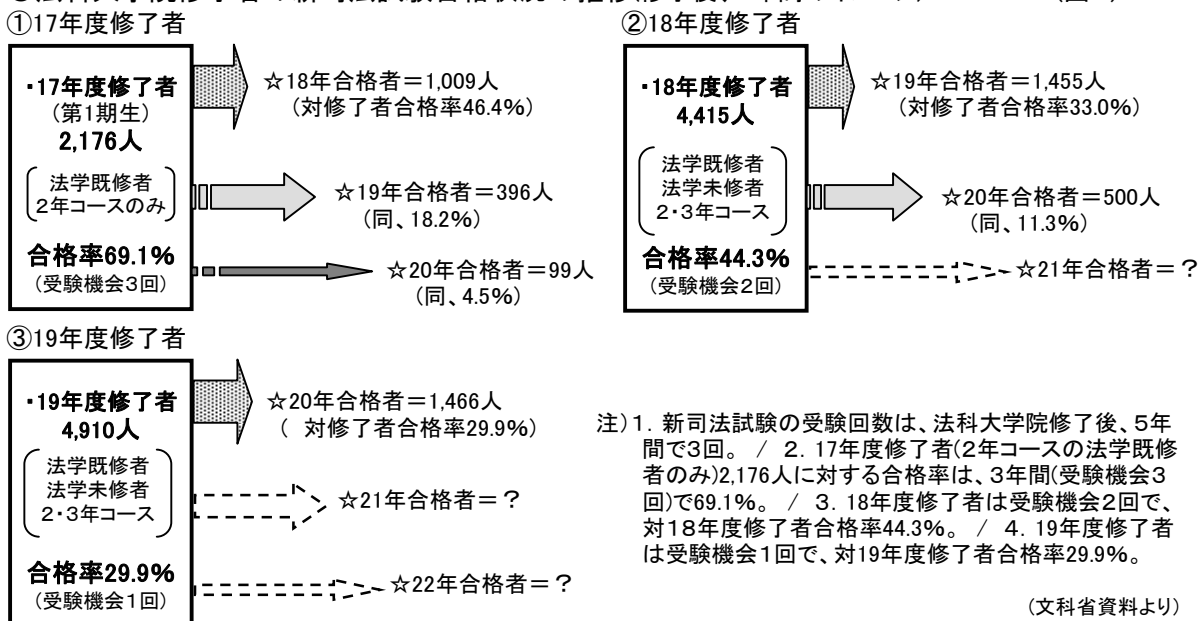 ①17年度修了者
・17年度修了者
(第1期生)
2,176人
法学既修者
2年コースのみ
合格率69.1%
(受験機会3回)
☆18年合格者=1,009人
(対修了者合格率46.4%)
☆19年合格者=396人
(同、18.2%)
☆20年合格者=99人
(同、4.5%)
②18年度修了者
・18年度修了者
4,415人
法学既修者
法学未修者
2・3年コース
合格率44.3%
(受験機会2回)
☆19年合格者=1,455人
(対修了者合格率33.0%)
☆20年合格者=500人
(同、11.3%)
☆21年合格者=?
③19年度修了者
・19年度修了者
4,910人
法学既修者
法学未修者
2・3年コース
合格率29.9%
(受験機会1回)
☆20年合格者=1,466人
( 対修了者合格率29.9%)
☆21年合格者=?
☆22年合格者=?
注)1. 新司法試験の受験回数は、法科大学院修了後、5年
間で3回。 / 2. 17年度修了者(2年コースの法学既修
者のみ)2,176人に対する合格率は、3年間(受験機会3
回)で69.1%。 / 3. 18年度修了者は受験機会2回で、
対18年度修了者合格率44.3%。 / 4. 19年度修了者
は受験機会1回で、対19年度修了者合格率29.9%。
(文科省資料より)